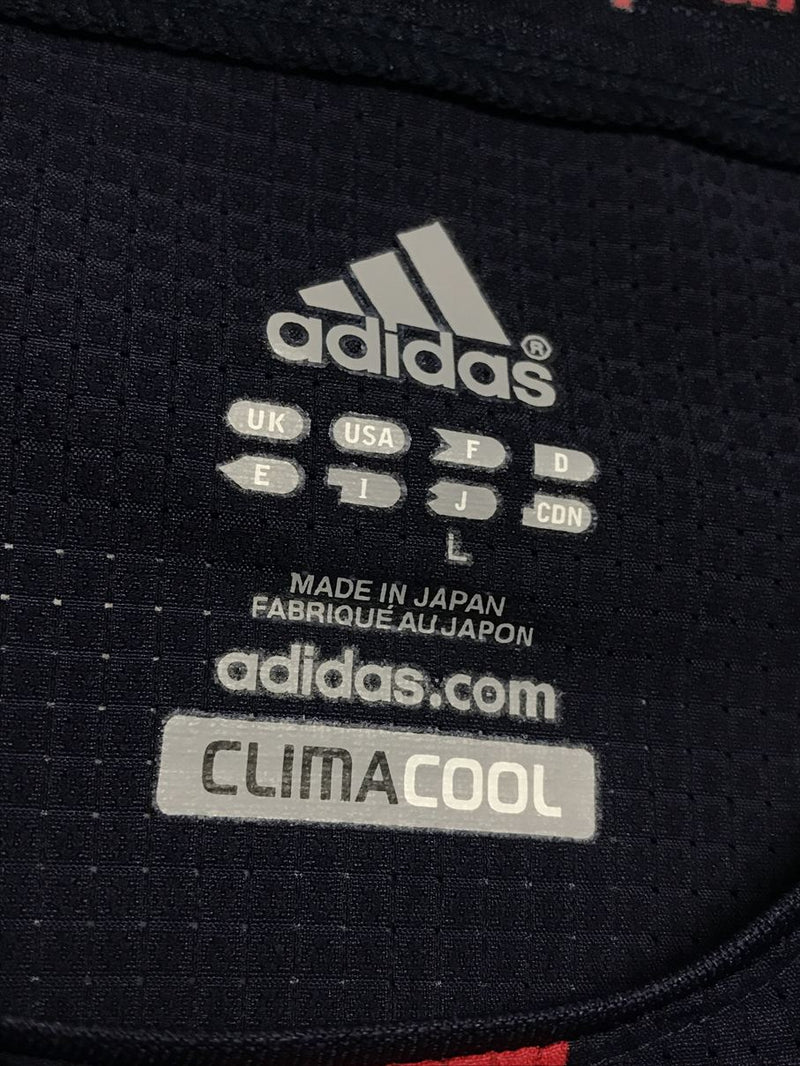 adidas®
UK USA F D
E I J CDN
L
MADE IN JAPAN
FABRIQUÉ AU JAPON
adidas.com
CLIMACOOL